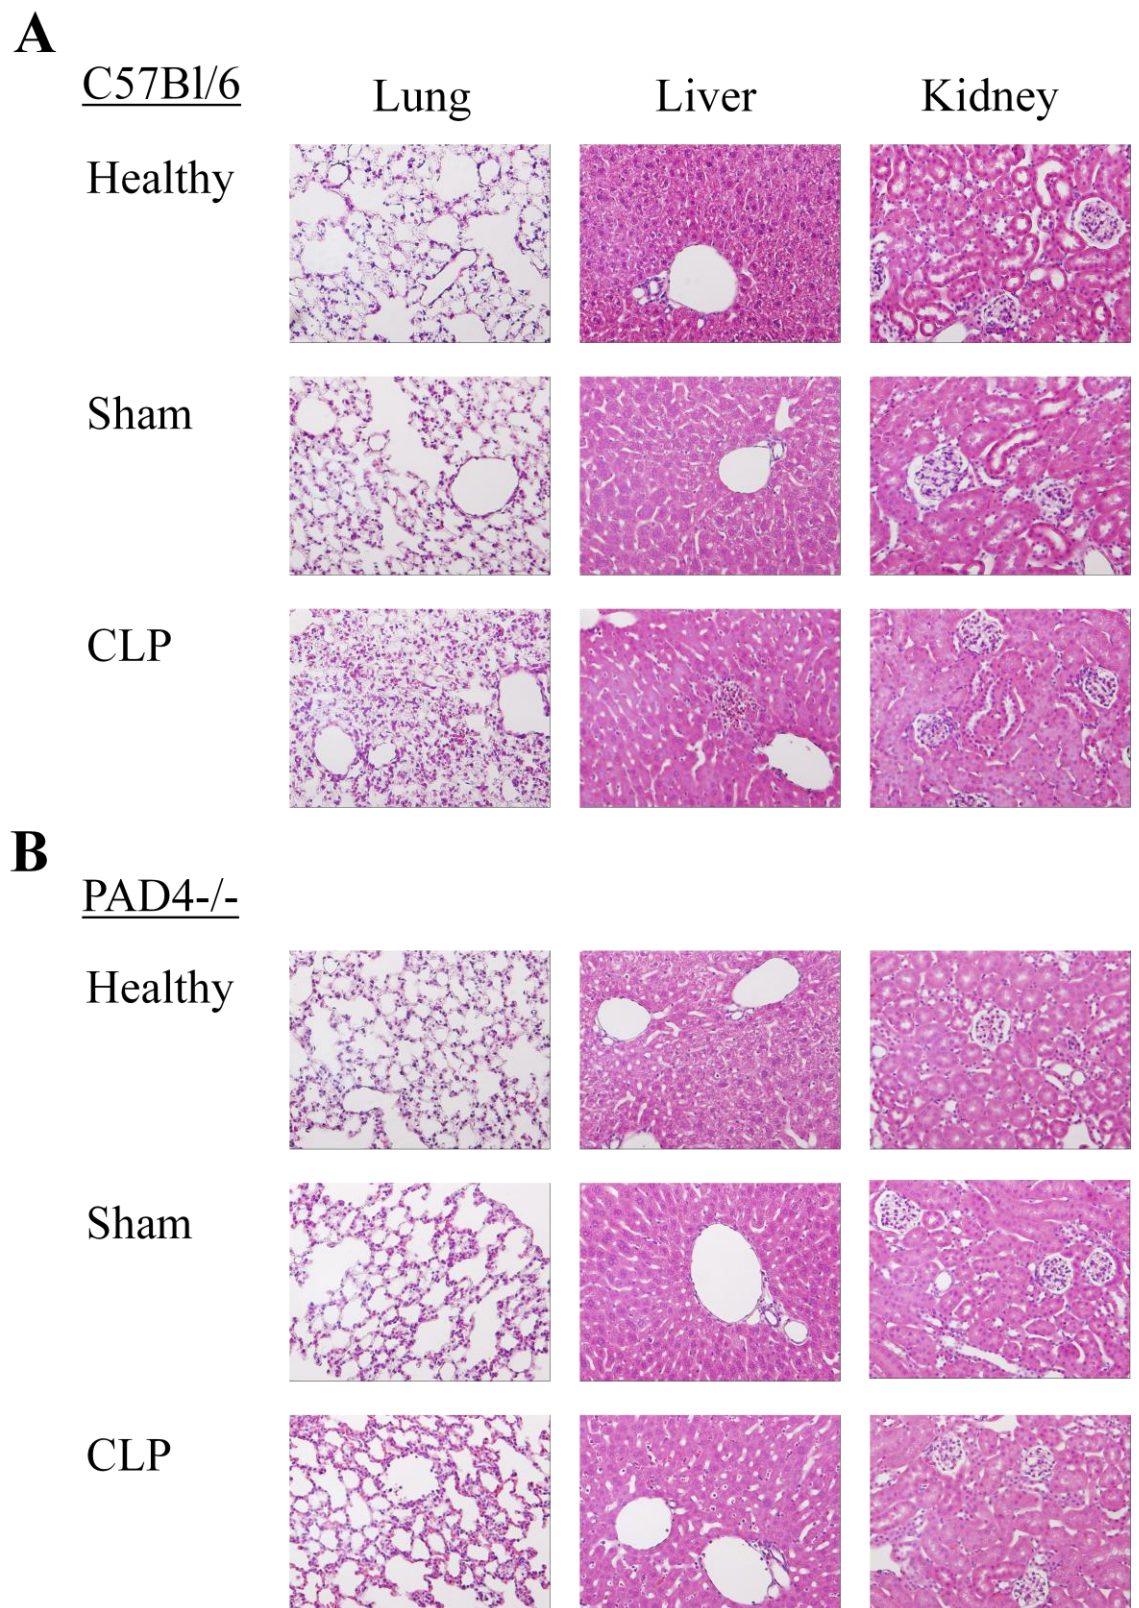 A
C57Bl/6
Lung
Liver
Kidney
Healthy
Sham
CLP
B
PAD4-/-
Healthy
Sham
CLP